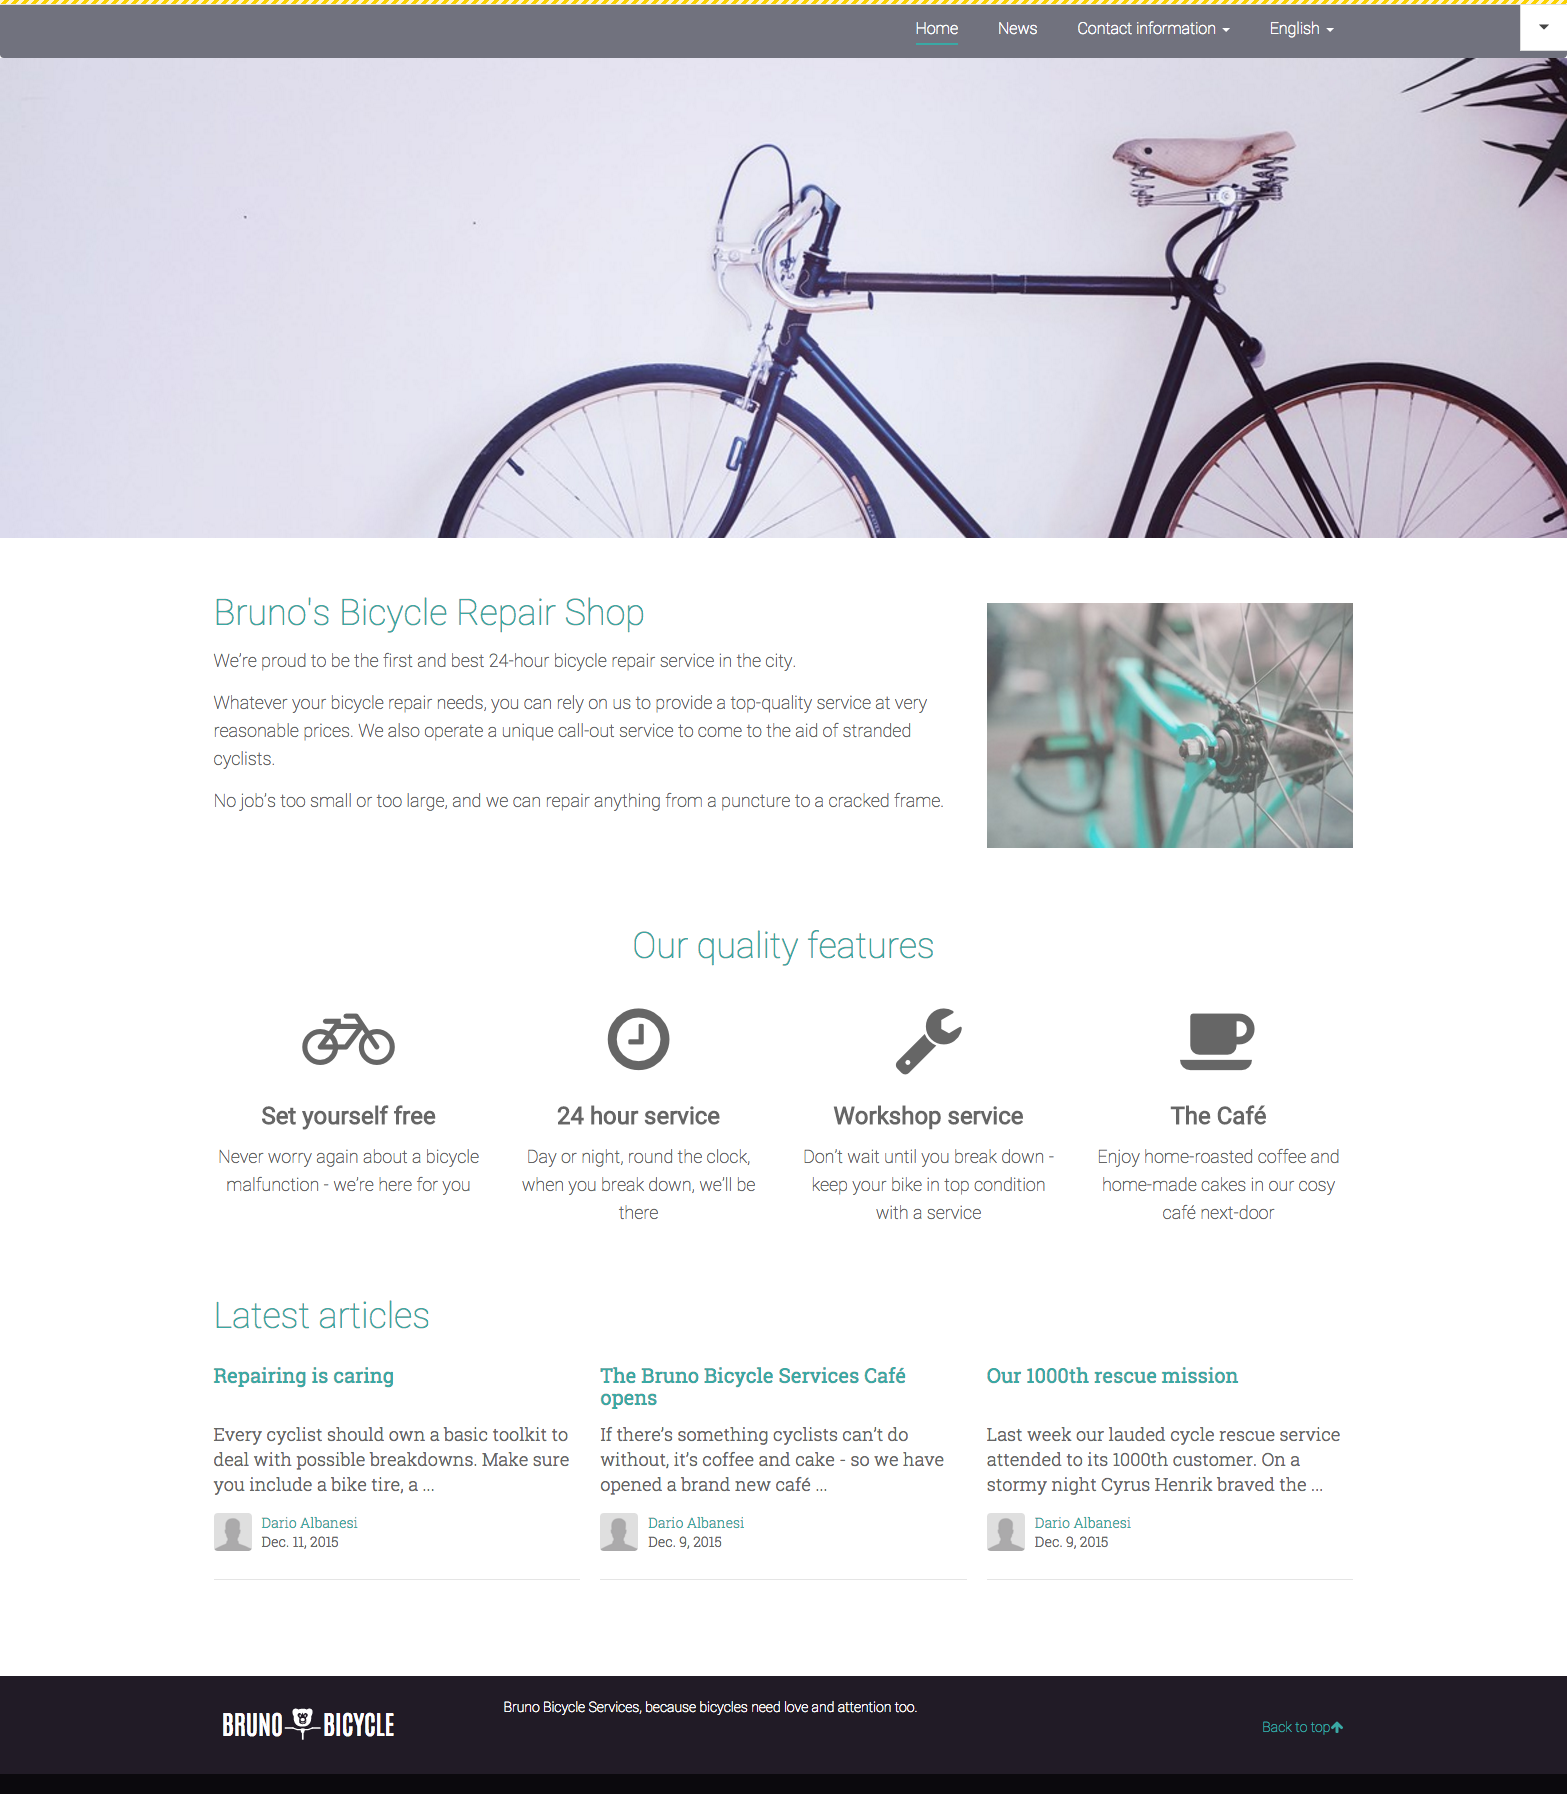 Home News Contact information English
Bruno's Bicycle Repair Shop
We’re proud to be the first and best 24-hour bicycle repair service in the city.
Whatever your bicycle repair needs, you can rely on us to provide a top-quality service at very
reasonable prices. We also operate a unique call-out service to come to the aid of stranded
cyclists.
No job’s too small or too large, and we can repair anything from a puncture to a cracked frame.
Our quality features
Set yourself free
Never worry again about a bicycle
malfunction - we’re here for you
24 hour service
Day or night, round the clock,
when you break down, we’ll be
there
Workshop service
Don’t wait until you break down -
keep your bike in top condition
with a service
The Café
Enjoy home-roasted coffee and
home-made cakes in our cosy
café next-door
Latest articles
Repairing is caring
Every cyclist should own a basic toolkit to
deal with possible breakdowns. Make sure
you include a bike tire, a ...
Dario Albanesi
Dec. 11, 2015
The Bruno Bicycle Services Café
opens
If there’s something cyclists can’t do
without, it’s coffee and cake - so we have
opened a brand new café ...
Dario Albanesi
Dec. 9, 2015
Our 1000th rescue mission
Last week our lauded cycle rescue service
attended to its 1000th customer. On a
stormy night Cyrus Henrik braved the ...
Dario Albanesi
Dec. 9, 2015
BRUNO BICYCLE
Bruno Bicycle Services, because bicycles need love and attention too.
Back to top